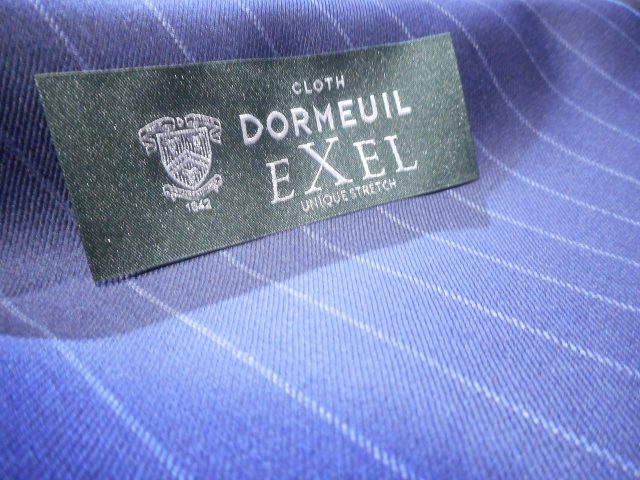 CLOTH
DORMEUIL
EXEL
UNIQUE STRETCH
D
1842